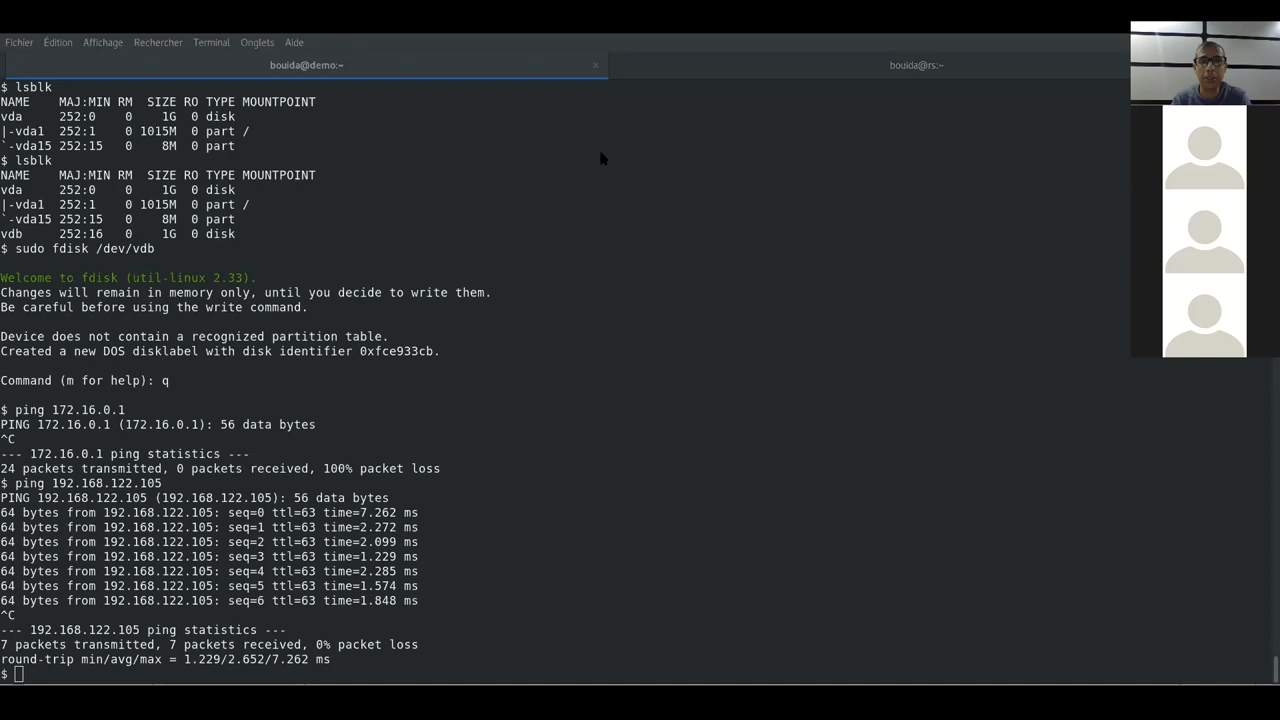 Fichier Édition Affichage Rechercher Terminal Onglets Aide
bouida@demo:~ × bouida@rs:~
$ lsblk
NAME   MAJ:MIN RM  SIZE RO TYPE MOUNTPOINT
vda    252:0    0    1G  0 disk
|-vda1  252:1    0 1015M  0 part /
`-vda15 252:15   0    8M  0 part
$ lsblk
NAME   MAJ:MIN RM  SIZE RO TYPE MOUNTPOINT
vda    252:0    0    1G  0 disk
|-vda1  252:1    0 1015M  0 part /
`-vda15 252:15   0    8M  0 part
vdb    252:16   0    1G  0 disk
$ sudo fdisk /dev/vdb
Welcome to fdisk (util-linux 2.33).
Changes will remain in memory only, until you decide to write them.
Be careful before using the write command.
Device does not contain a recognized partition table.
Created a new DOS disklabel with disk identifier 0xfce933cb.
Command (m for help): q
$ ping 172.16.0.1
PING 172.16.0.1 (172.16.0.1): 56 data bytes
^C
--- 172.16.0.1 ping statistics ---
24 packets transmitted, 0 packets received, 100% packet loss
$ ping 192.168.122.105
PING 192.168.122.105 (192.168.122.105): 56 data bytes
64 bytes from 192.168.122.105: seq=0 ttl=63 time=7.262 ms
64 bytes from 192.168.122.105: seq=1 ttl=63 time=2.272 ms
64 bytes from 192.168.122.105: seq=2 ttl=63 time=2.099 ms
64 bytes from 192.168.122.105: seq=3 ttl=63 time=1.229 ms
64 bytes from 192.168.122.105: seq=4 ttl=63 time=2.285 ms
64 bytes from 192.168.122.105: seq=5 ttl=63 time=1.574 ms
64 bytes from 192.168.122.105: seq=6 ttl=63 time=1.848 ms
^C
--- 192.168.122.105 ping statistics ---
7 packets transmitted, 7 packets received, 0% packet loss
round-trip min/avg/max = 1.229/2.652/7.262 ms
$